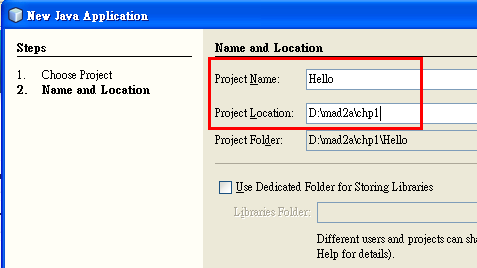 New Java Application
Steps
1. Choose Project
2. Name and Location
Name and Location
Project Name: Hello
Project Location: D:\mad2a\chp1
Project Folder: D:\mad2a\chp1\Hello
Use Dedicated Folder for Storing Libraries
Libraries Folder:
Different users and projects can sha
Help for details).